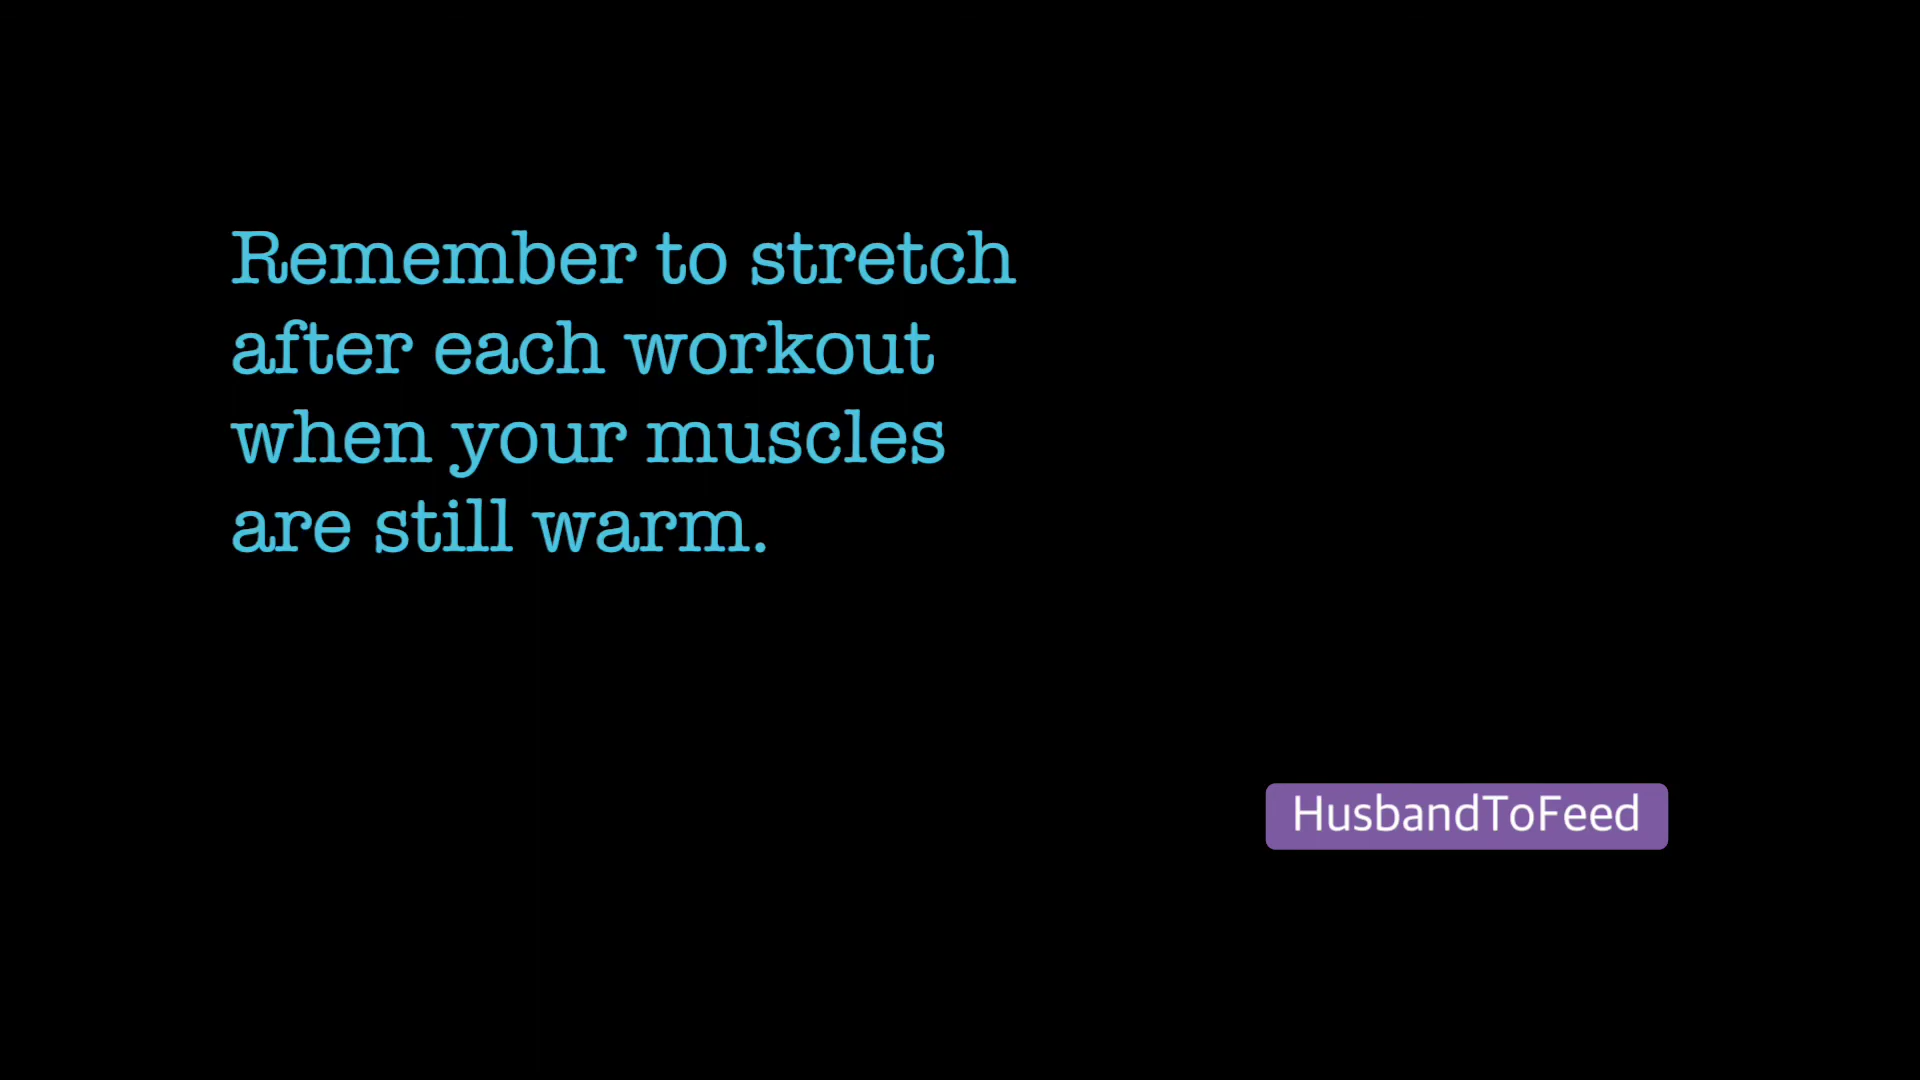 Remember to stretch
after each workout
when your muscles
are still warm.
HusbandToFeed